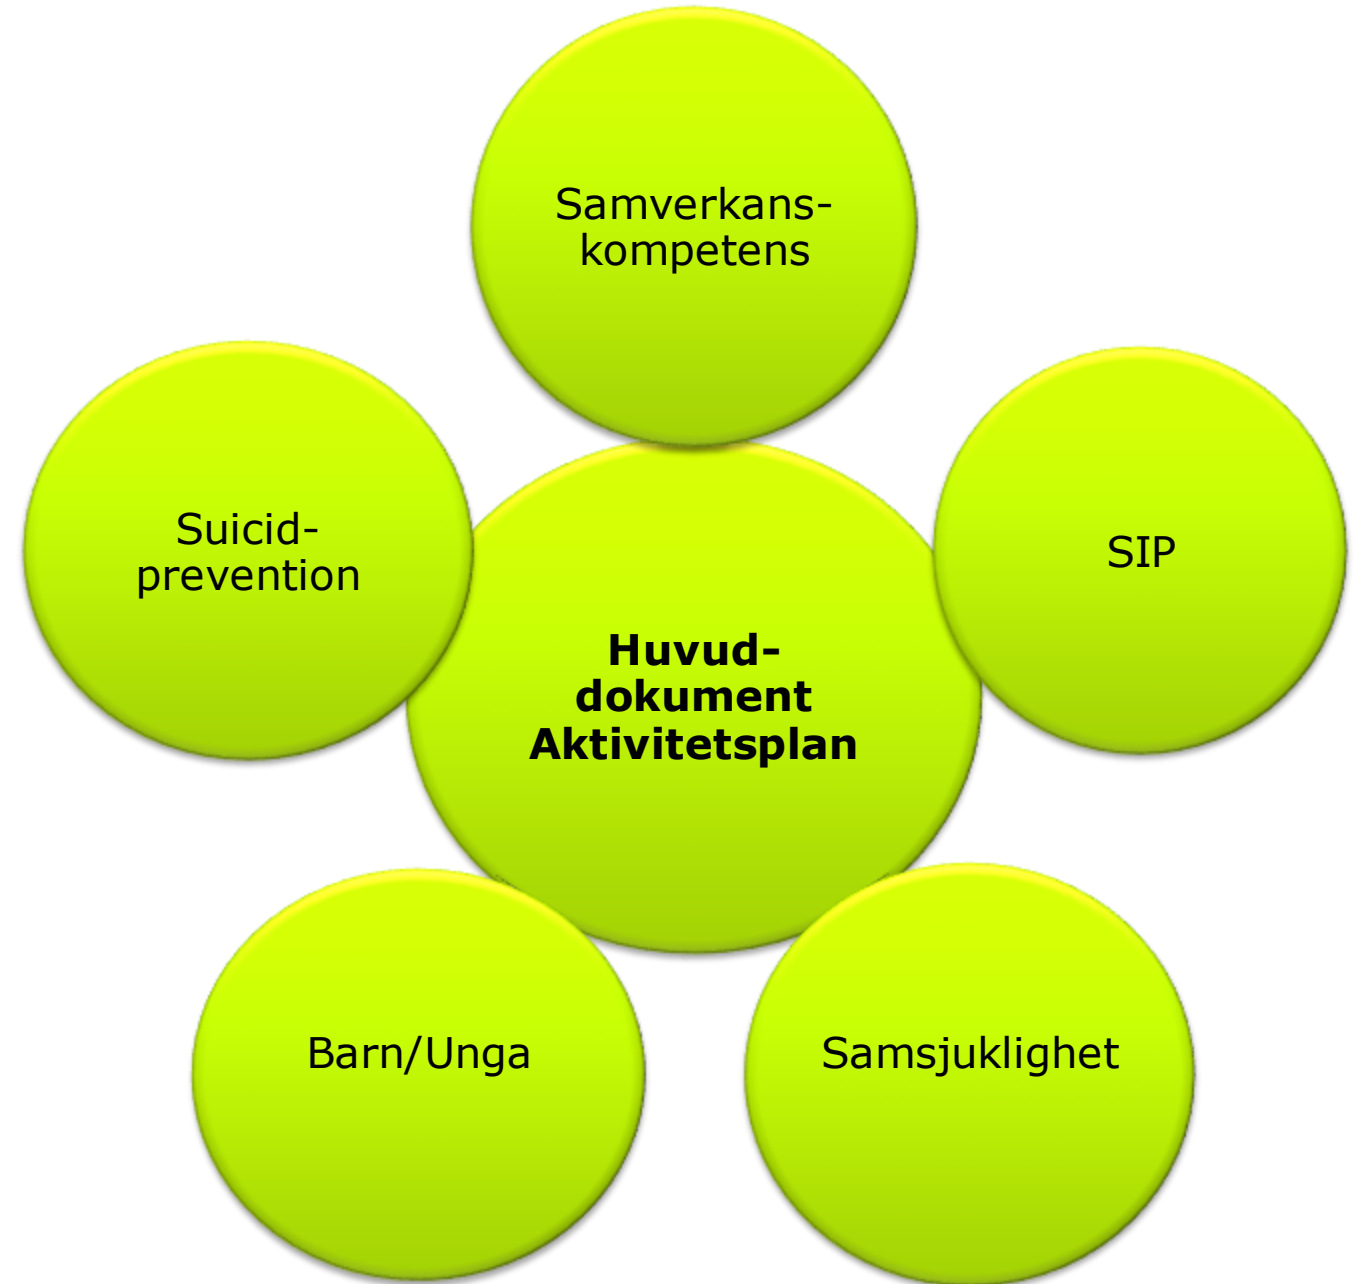 Samverkans-
kompetens
Suicid-
prevention
SIP
Huvud-
dokument
Aktivitetsplan
Barn/Unga
Samsjuklighet